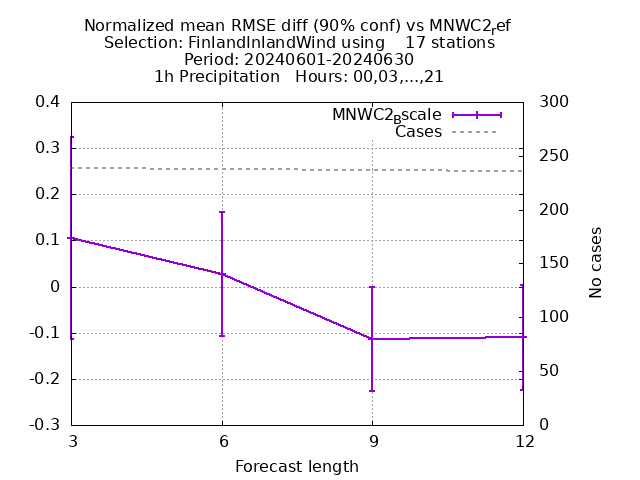 Normalized mean RMSE diff (90% conf) vs MNWC2ref
Selection: FinlandInlandWind using 17 stations
Period: 20240601-20240630
1h Precipitation Hours: 00,03,...,21
MNWC2Bscale
Cases
0.4
0.3
0.2
0.1
0
-0.1
-0.2
-0.3
300
250
200
150
100
50
0
No cases
3 6 9 12
Forecast length